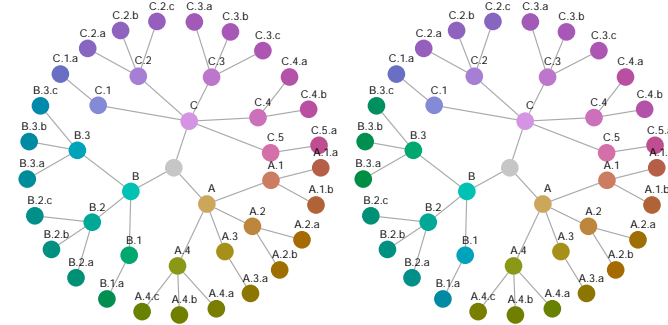 C.2.c
C.3.a
C.2.b
C.3.b
C.2.a
C.3.c
C.1.a
C.2
C.3
C.4.a
B.3.c
C.1
C.4.b
C
C.4
B.3.b
B.3
C.5.a
C.5
B.3.a
A.1
A.1.a
B
A.1.b
B.2.c
B.2
A
A.2
A.2.a
B.2.b
B.1
A.4
A.3
A.2.b
B.2.a
B.1.a
A.3.a
A.4.c
A.4.b
A.4.a
C.2.c
C.3.a
C.2.b
C.3.b
C.2.a
C.3.c
C.1.a
C.2
C.3
C.4.a
B.3.c
C.1
C.4.b
C
C.4
B.3.b
B.3
C.5.a
C.5
B.3.a
A.1
A.1.a
B
A.1.b
B.2.c
B.2
A
A.2
A.2.a
B.2.b
B.1
A.4
A.3
A.2.b
B.2.a
B.1.a
A.3.a
A.4.c
A.4.b
A.4.a